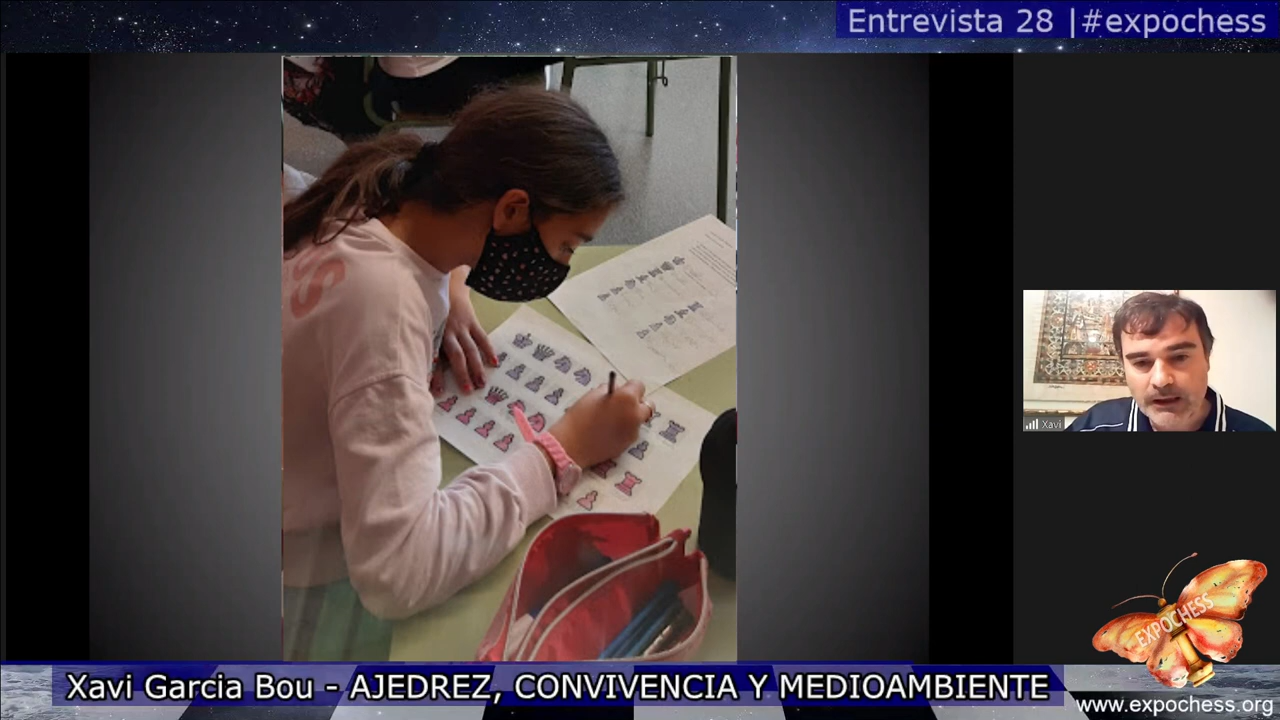 Entrevista 28 |#expochess
Xavi
EXPOCHESS
Xavi Garcia Bou - AJEDREZ, CONVIVENCIA Y MEDIOAMBIENTE
www.expochess.org